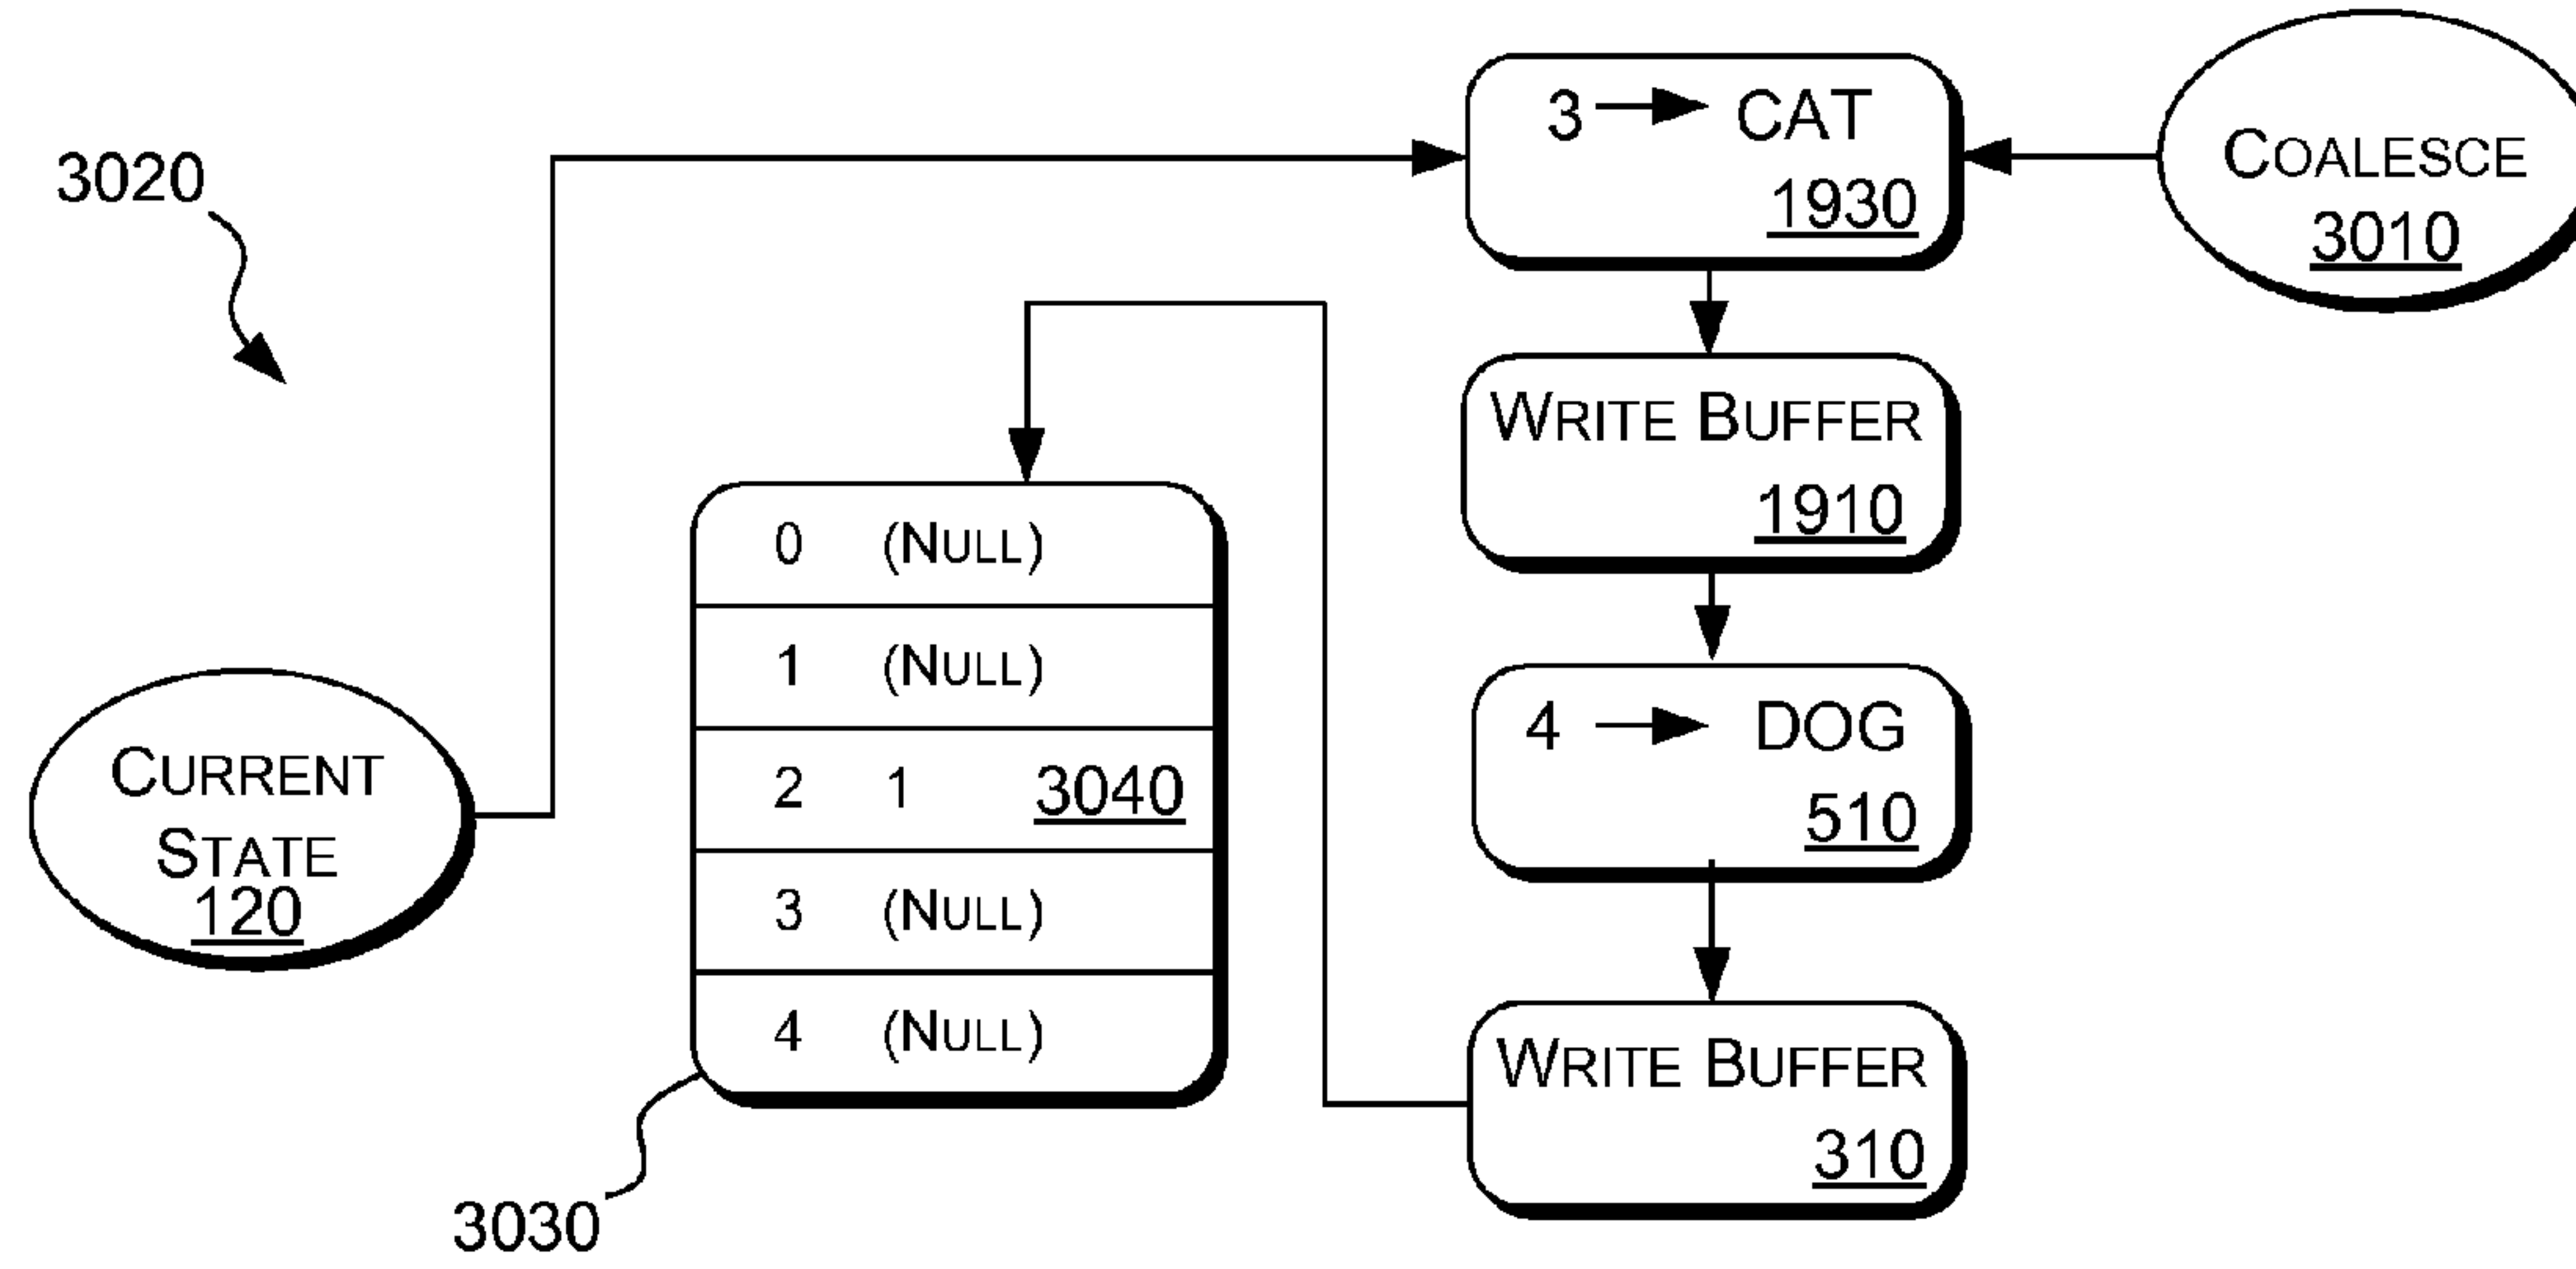 3020
3 → CAT
1930
COALESCE
3010
WRITE BUFFER
1910
0 (NULL)
1 (NULL)
2 1 3040
3 (NULL)
4 (NULL)
3030
CURRENT
STATE
120
4 → DOG
510
WRITE BUFFER
310